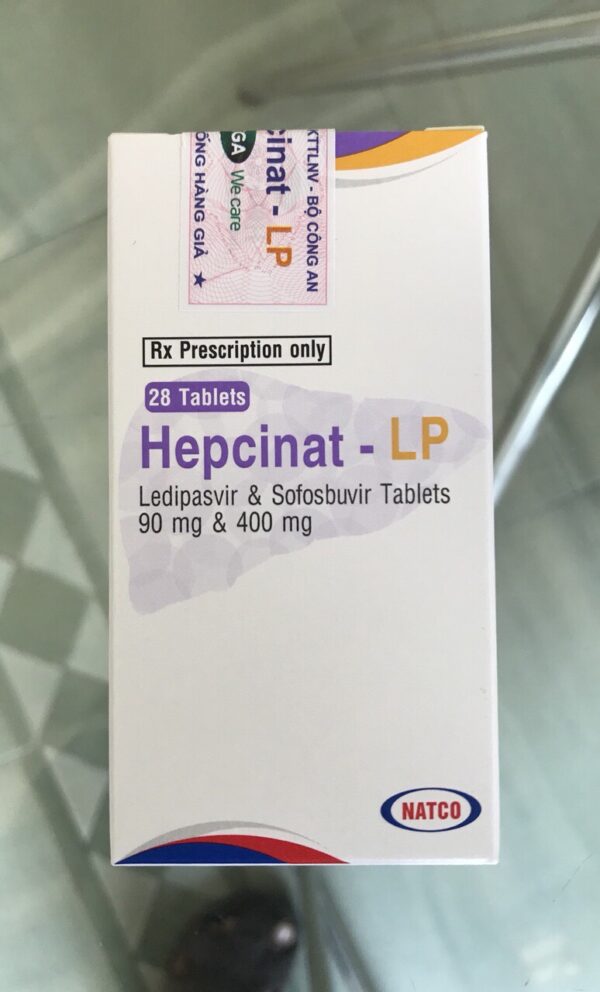 KTTLNV - BỘ CÔNG AN
cinat - LP
GA We care
ỐNG HÀNG GIẢ ★
Rx Prescription only
28 Tablets
Hepcinat - LP
Ledipasvir & Sofosbuvir Tablets
90 mg & 400 mg
NATCO